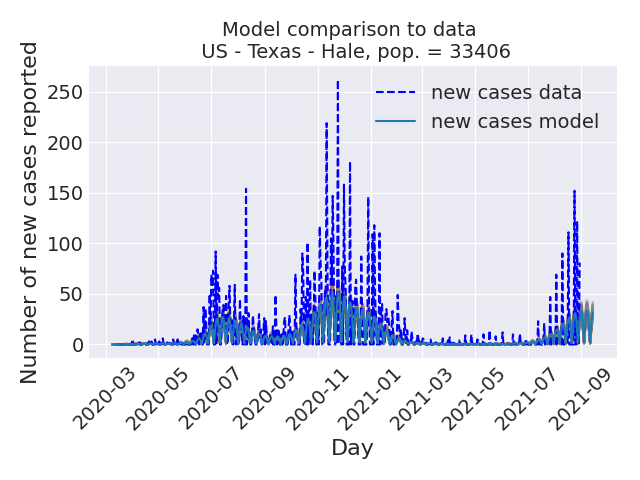 Model comparison to data
US - Texas - Hale, pop. = 33406
Number of new cases reported
250
200
150
100
50
0
new cases data
new cases model
2020-03
2020-05
2020-07
2020-09
2020-11
2021-01
2021-03
2021-05
2021-07
2021-09
Day